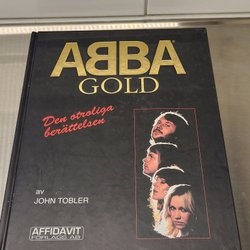 ABBA
GOLD
Den otroliga
berättelsen
av
JOHN TOBLER
AFFIDAVIT
FÖRLAGS AB